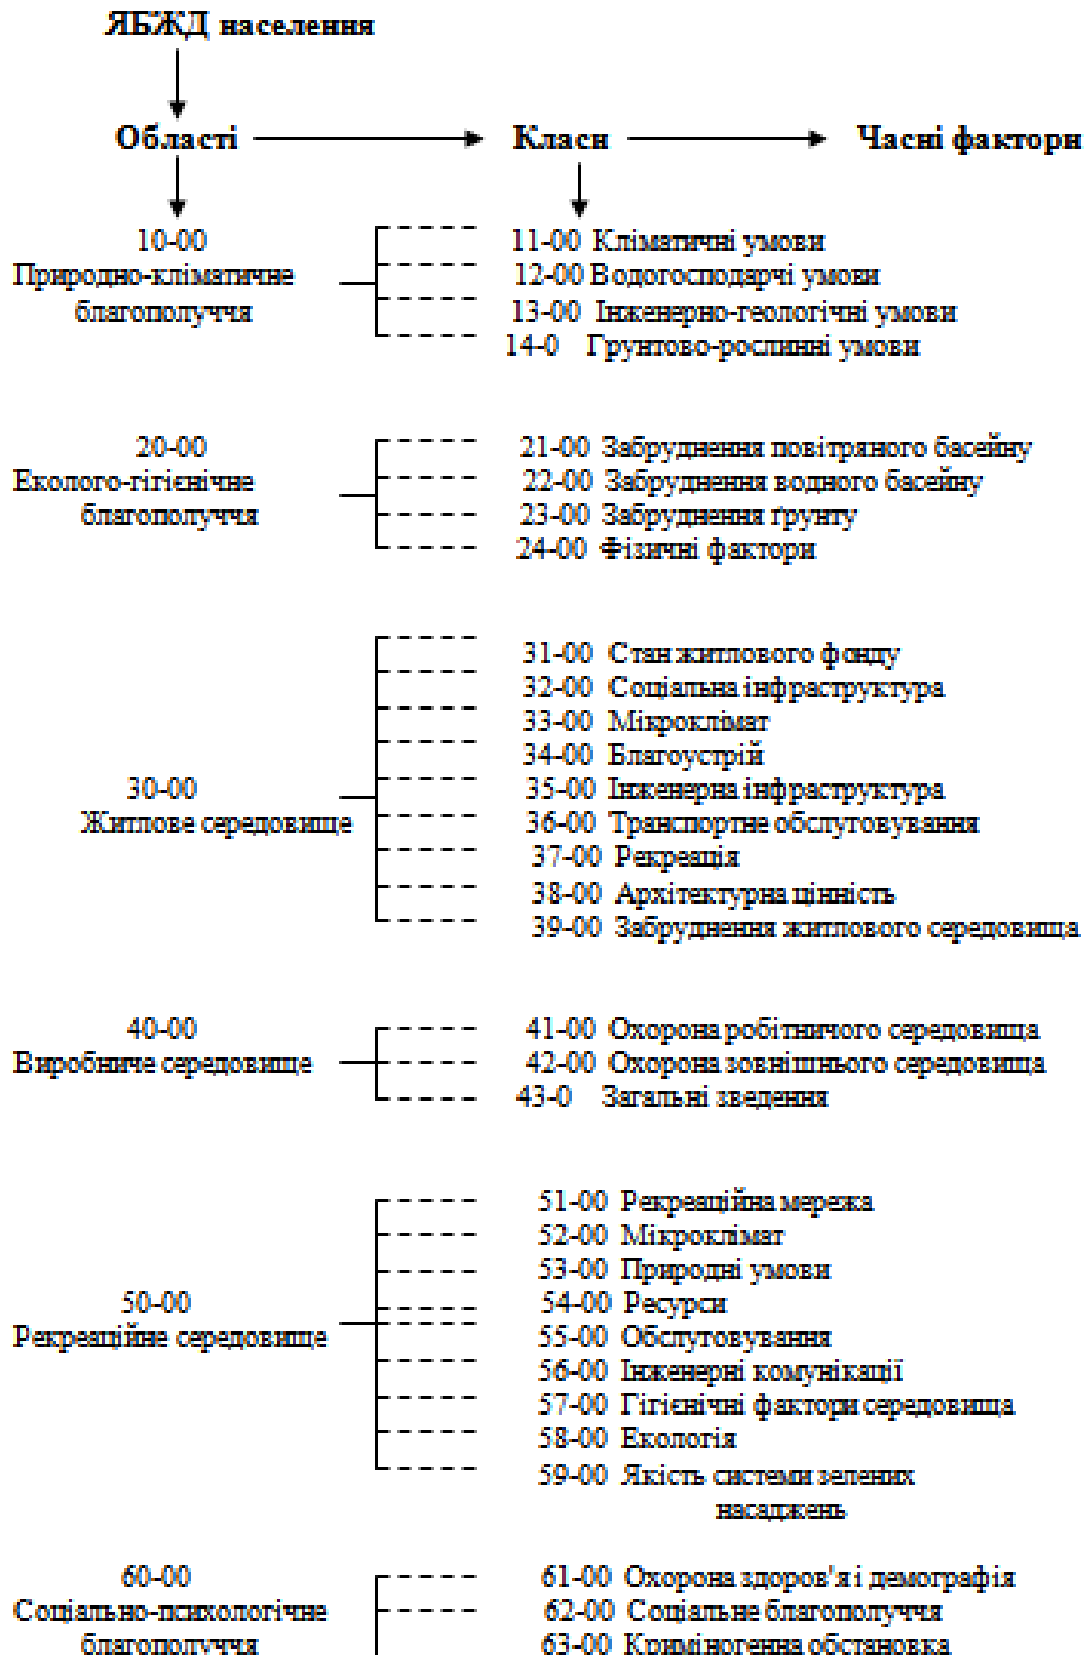 ЯБЖД населення
Області Класи Часні фактори
10-00
Природно-кліматичне
благополуччя
11-00 Кліматичні умови
12-00 Водогосподарчі умови
13-00 Інженерно-геологічні умови
14-0 Грунтово-рослинні умови
20-00
Еколого-гігієнічне
благополуччя
21-00 Забруднення повітряного басейну
22-00 Забруднення водного басейну
23-00 Забруднення ґрунту
24-00 Фізичні фактори
30-00
Житлове середовище
31-00 Стан житлового фонду
32-00 Соціальна інфраструктура
33-00 Мікроклімат
34-00 Благоустрій
35-00 Інженерна інфраструктура
36-00 Транспортне обслуговування
37-00 Рекреація
38-00 Архітектурна цінність
39-00 Забруднення житлового середовища
40-00
Виробниче середовище
41-00 Охорона робітничого середовища
42-00 Охорона зовнішнього середовища
43-0 Загальні зведення
50-00
Рекреаційне середовище
51-00 Рекреаційна мережа
52-00 Мікроклімат
53-00 Природні умови
54-00 Ресурси
55-00 Обслуговування
56-00 Інженерні комунікації
57-00 Гігієнічні фактори середовища
58-00 Екологія
59-00 Якість системи зелених
насаджень
60-00
Соціально-психологічне
благополуччя
61-00 Охорона здоров'я і демографія
62-00 Соціальне благополуччя
63-00 Криміногенна обстановка